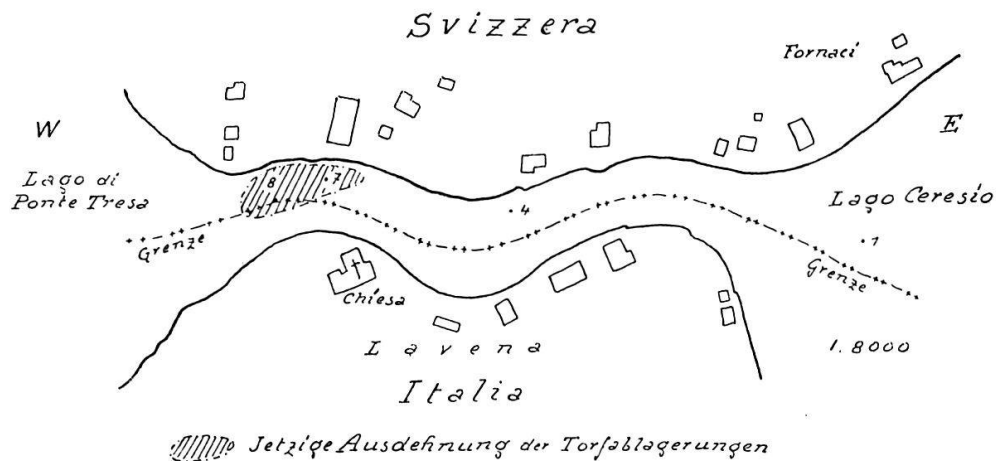 Svizzera
Fornaci
W
E
Lago di
Ponte Tresa
8
7
4
Lago Ceresio
1
Grenze
Grenze
Chiesa
Lavena
1. 8000
Italia
Jetzige Ausdehnung der Torfablagerungen